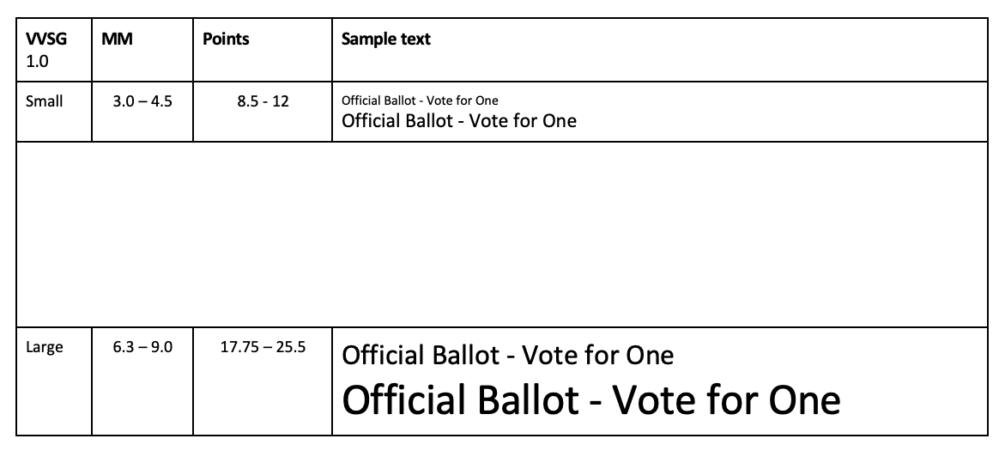 VVSG MM Points Sample text
1.0
Small 3.0 – 4.5 8.5 - 12 Official Ballot - Vote for One
Official Ballot - Vote for One
Large 6.3 – 9.0 17.75 – 25.5 Official Ballot - Vote for One
Official Ballot - Vote for One